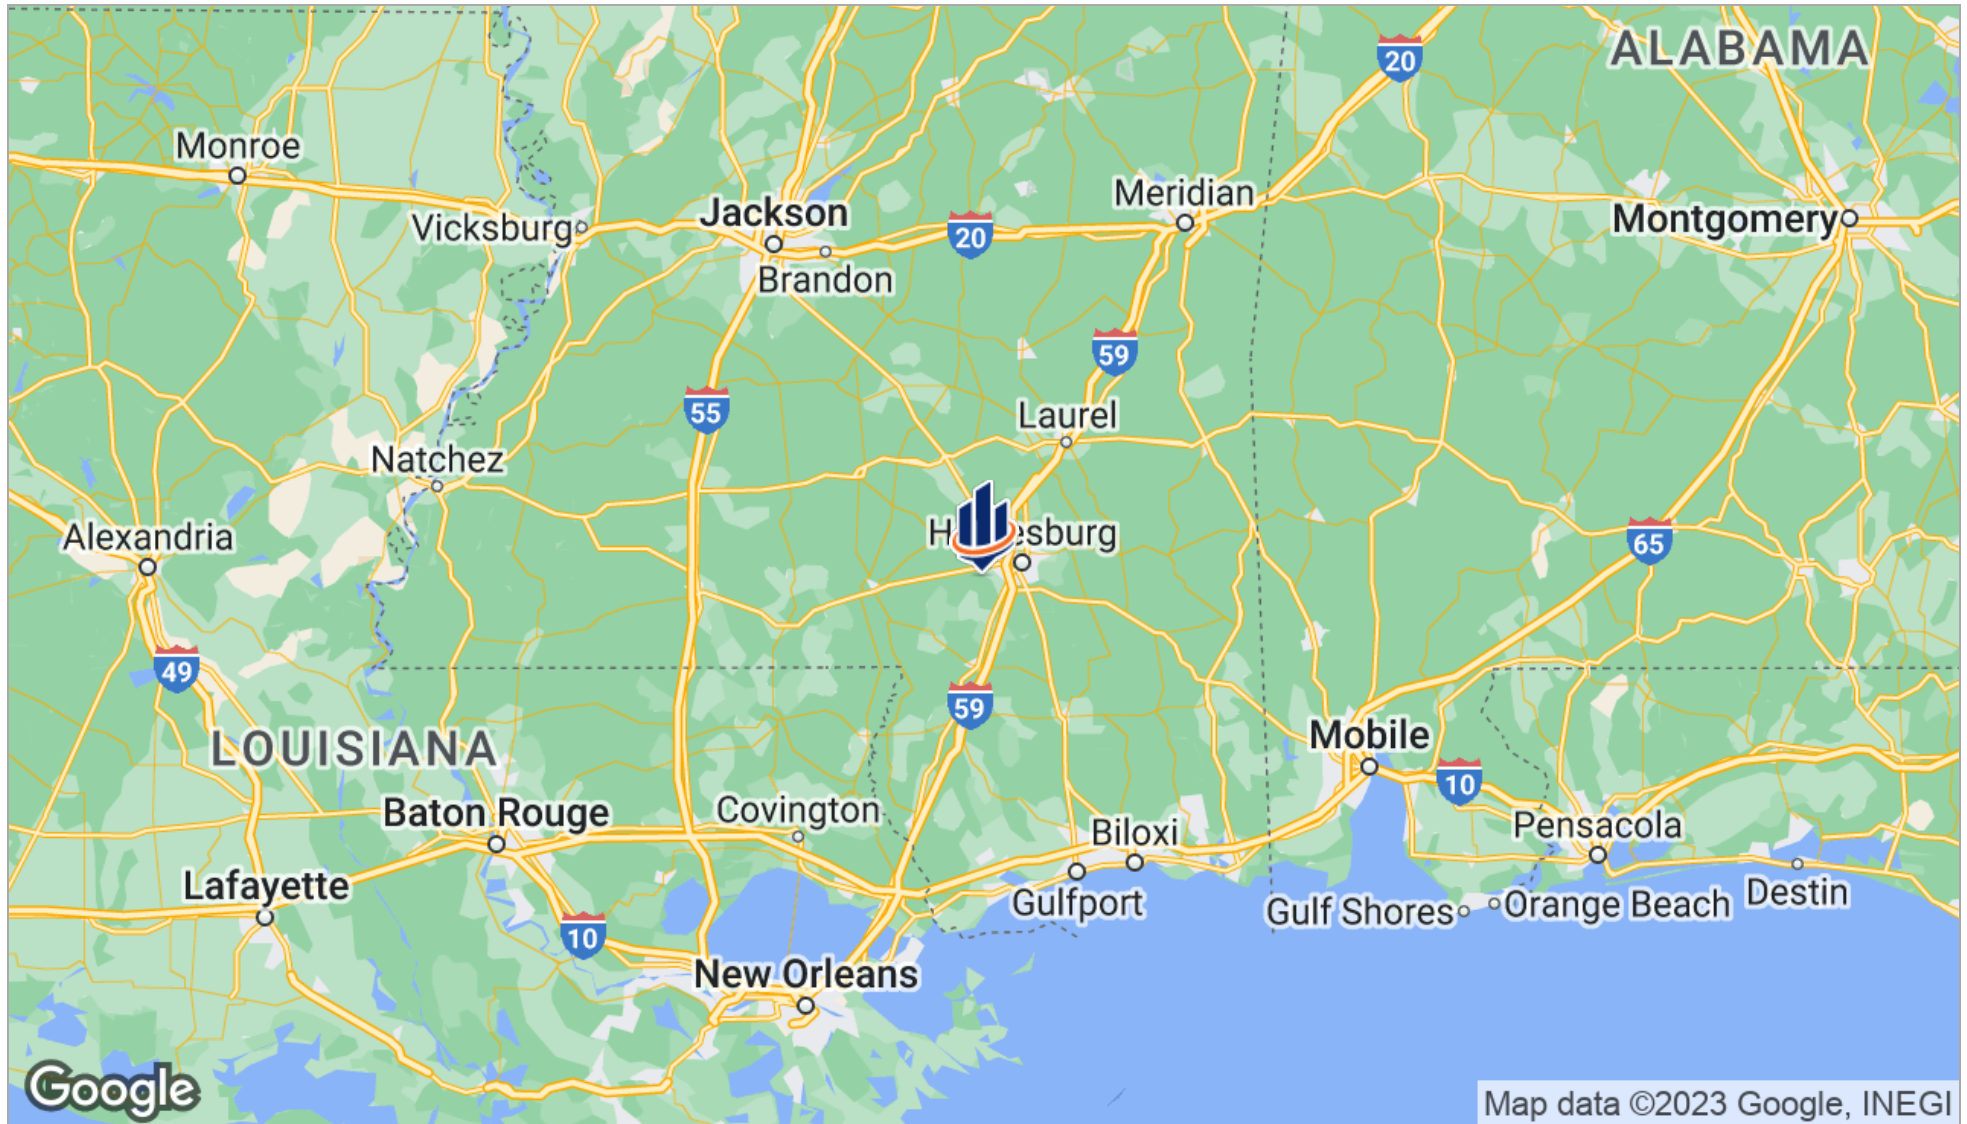 20
ALABAMA
Monroe
Meridian
Jackson
Vicksburg
20
Montgomery
Brandon
59
55
Laurel
Natchez
Alexandria
H esburg
65
49
59
LOUISIANA
Mobile
10
Baton Rouge
Covington
Biloxi
Pensacola
Lafayette
Gulfport
Gulf Shores
Orange Beach
Destin
10
New Orleans
Google
Map data ©2023 Google, INEGI